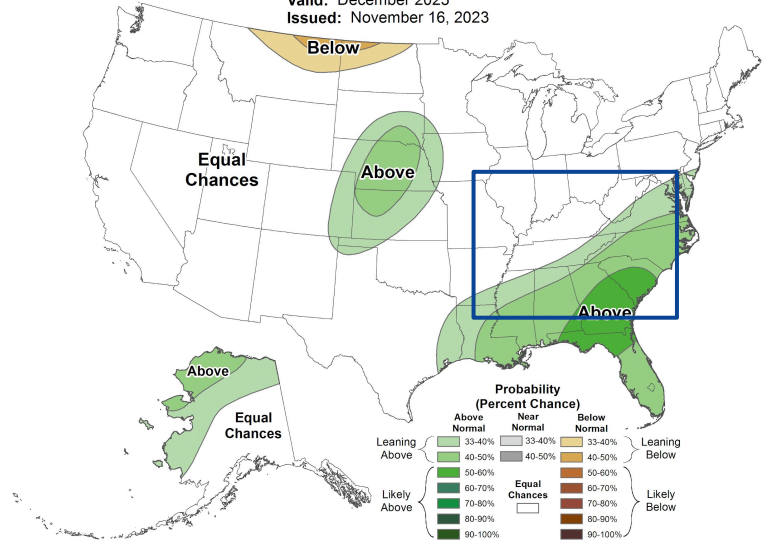 Valid: December 2023
Issued: November 16, 2023
Below
Equal
Chances
Above
Above
Above
Equal
Chances
Probability
(Percent Chance)
Above
Normal
Near
Normal
Below
Normal
Leaning
Above
33-40%
40-50%
33-40%
40-50%
33-40%
40-50%
Leaning
Below
Likely
Above
50-60%
60-70%
70-80%
80-90%
90-100%
Equal
Chances
50-60%
60-70%
70-80%
80-90%
90-100%
Likely
Below